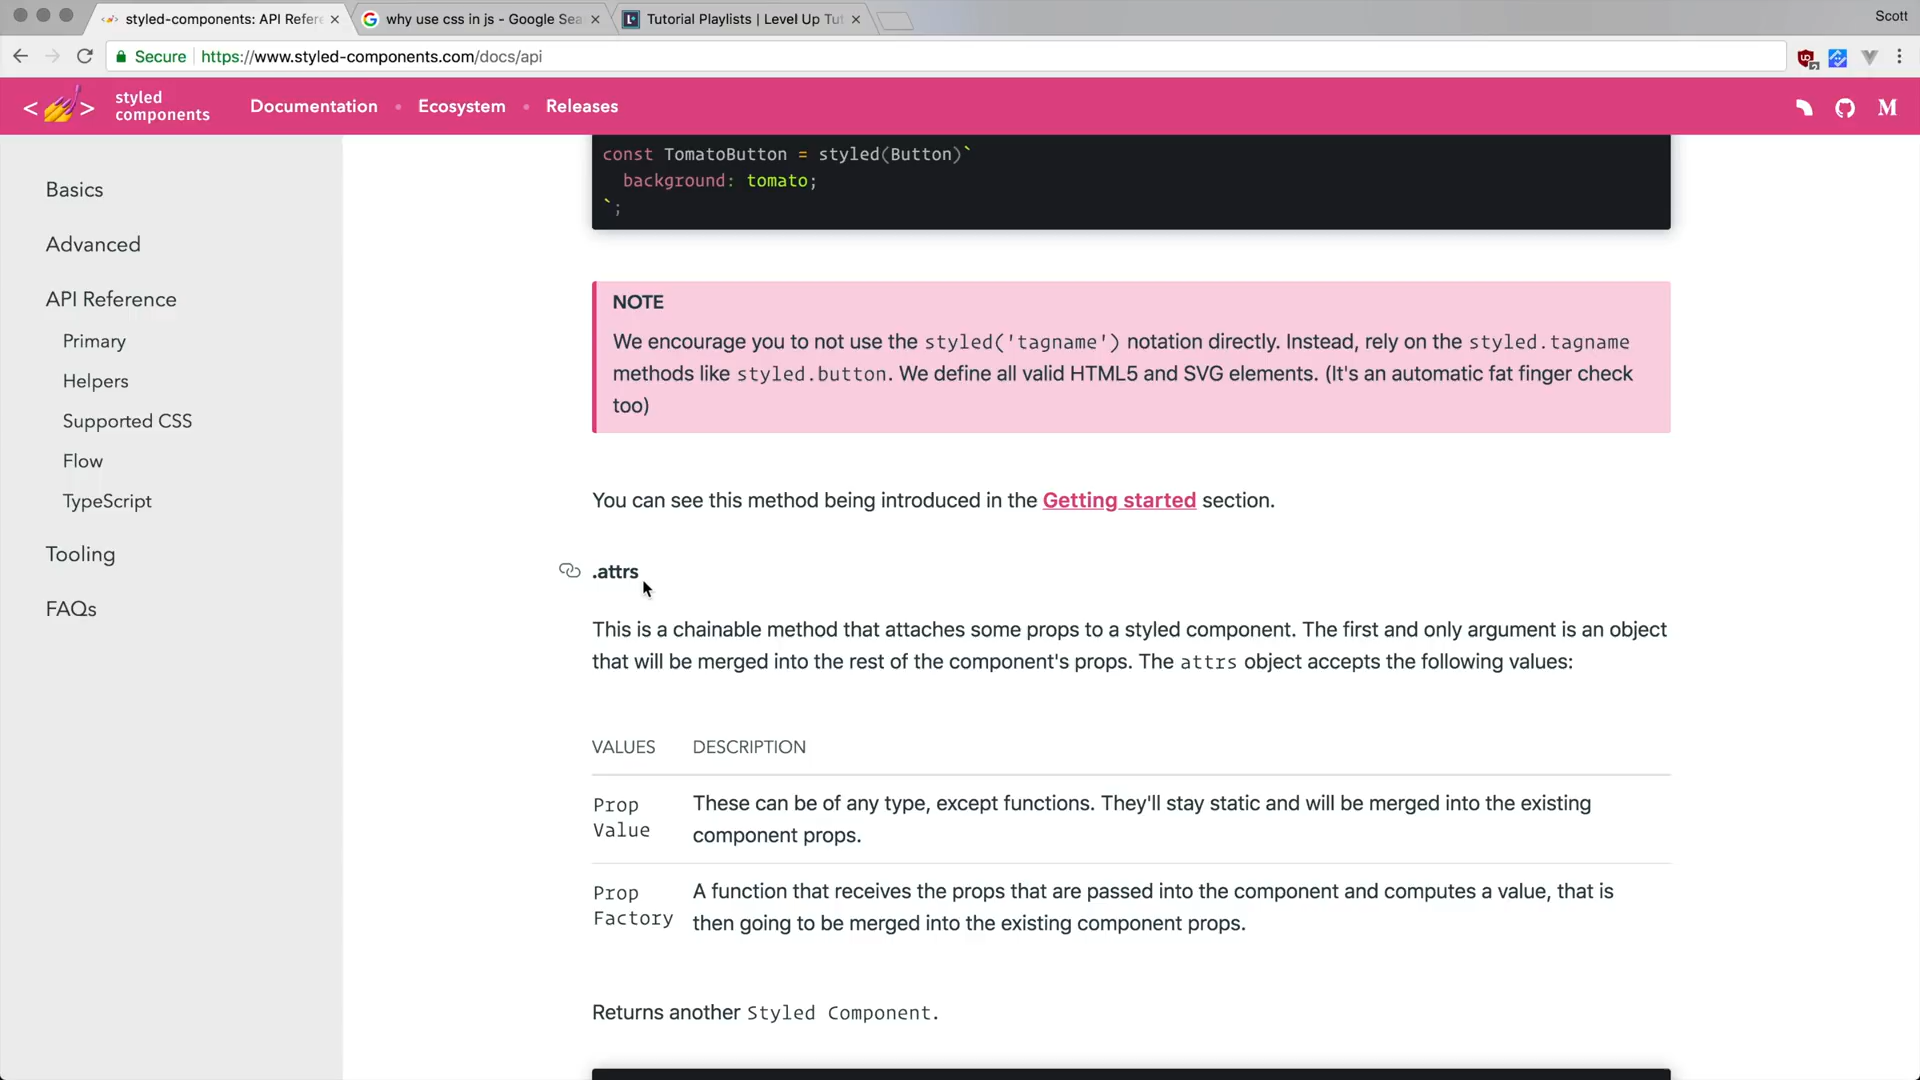 styled-components: API Refere
why use css in js - Google Sea
Tutorial Playlists | Level Up Tut
Scott
Secure
https://www.styled-components.com/docs/api
styled
components
Documentation • Ecosystem • Releases
Basics
Advanced
API Reference
Primary
Helpers
Supported CSS
Flow
TypeScript
Tooling
FAQs
const TomatoButton = styled(Button)`
background: tomato;
`;
NOTE
We encourage you to not use the styled('tagname') notation directly. Instead, rely on the styled.tagname
methods like styled.button. We define all valid HTML5 and SVG elements. (It's an automatic fat finger check
too)
You can see this method being introduced in the Getting started section.
.attrs
This is a chainable method that attaches some props to a styled component. The first and only argument is an object
that will be merged into the rest of the component's props. The attrs object accepts the following values:
VALUES DESCRIPTION
Prop
Value
These can be of any type, except functions. They'll stay static and will be merged into the existing
component props.
Prop
Factory
A function that receives the props that are passed into the component and computes a value, that is
then going to be merged into the existing component props.
Returns another Styled Component.